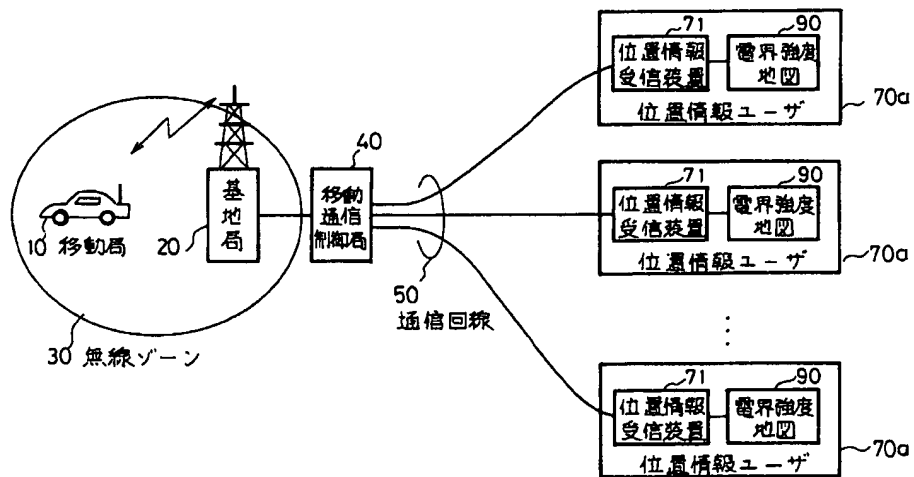 10 移動局
20
基地局
30 無線ゾーン
40
移動通信制御局
50
通信回線
71
位置情報
受信装置
90
電界強度
地図
位置情報ユーザ
70a
71
位置情報
受信装置
90
電界強度
地図
位置情報ユーザ
70a
71
位置情報
受信装置
90
電界強度
地図
位置情報ユーザ
70a